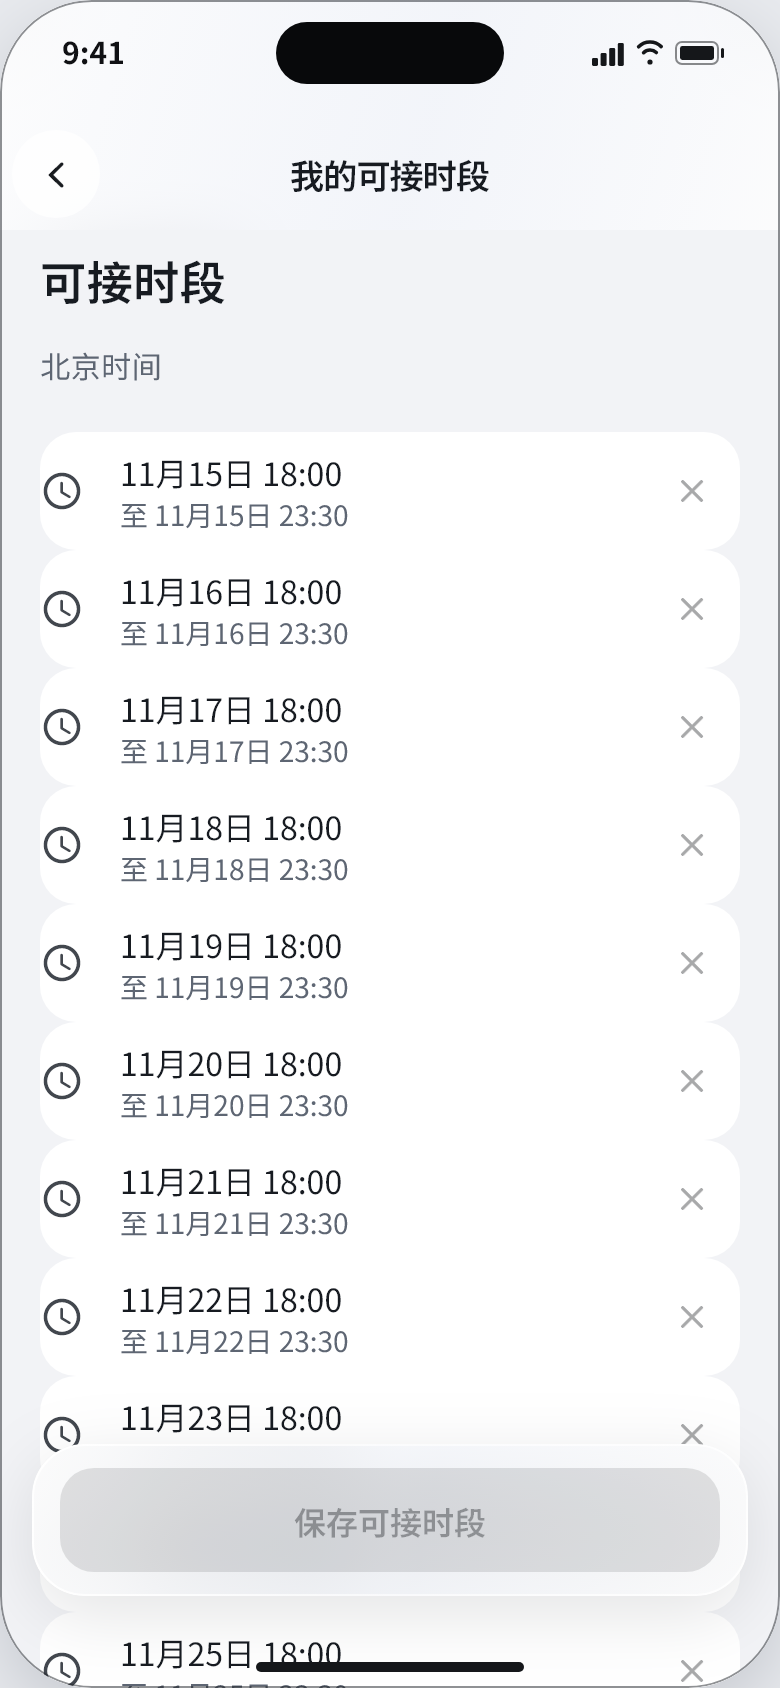 9:41
我的可接时段
可接时段
北京时间
11月15日 18:00
至 11月15日 23:30
11月16日 18:00
至 11月16日 23:30
11月17日 18:00
至 11月17日 23:30
11月18日 18:00
至 11月18日 23:30
11月19日 18:00
至 11月19日 23:30
11月20日 18:00
至 11月20日 23:30
11月21日 18:00
至 11月21日 23:30
11月22日 18:00
至 11月22日 23:30
11月23日 18:00
保存可接时段
11月25日 18:00